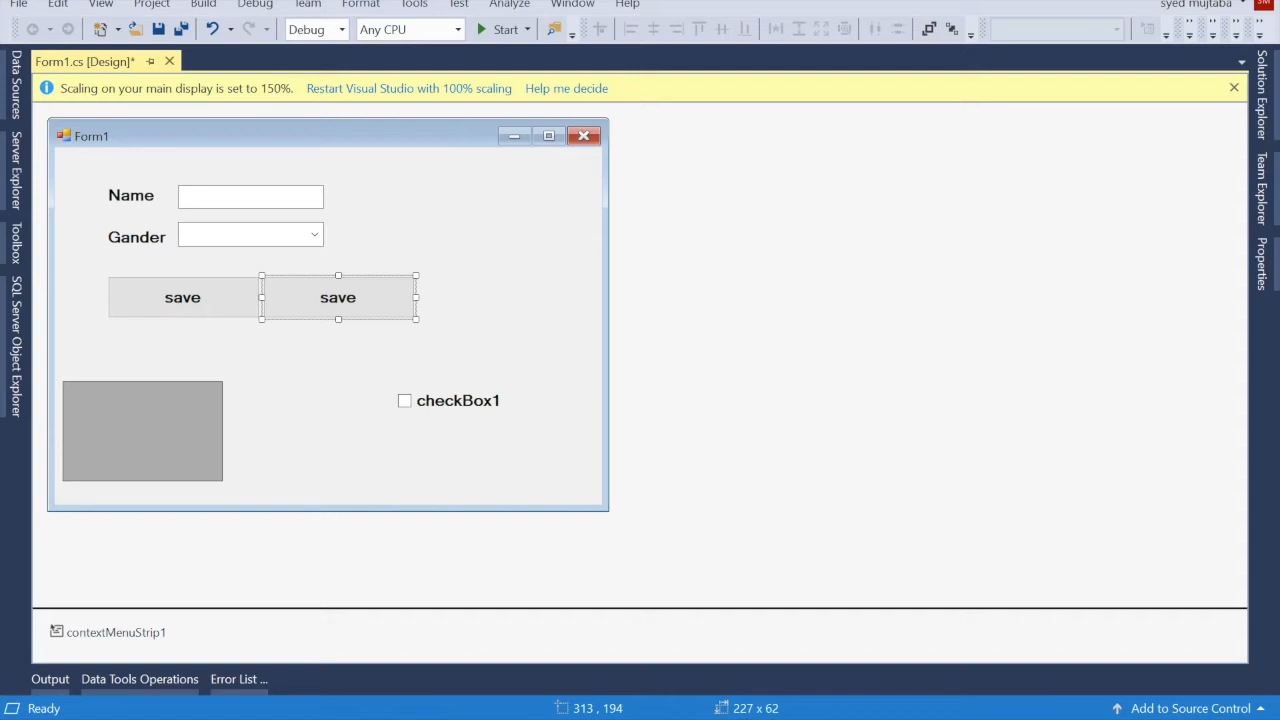 File Edit View Project Build Debug Team Format Tools Test Analyze Window Help syed mujtaba SM
Debug Any CPU Start
Form1.cs [Design]*
Scaling on your main display is set to 150%. Restart Visual Studio with 100% scaling Help me decide
Data Sources
Server Explorer
Toolbox
SQL Server Object Explorer
Form1
Name
Gander
save save
checkBox1
Solution Explorer
Team Explorer
Properties
contextMenuStrip1
Output Data Tools Operations Error List ...
Ready 313 , 194 227 x 62 Add to Source Control